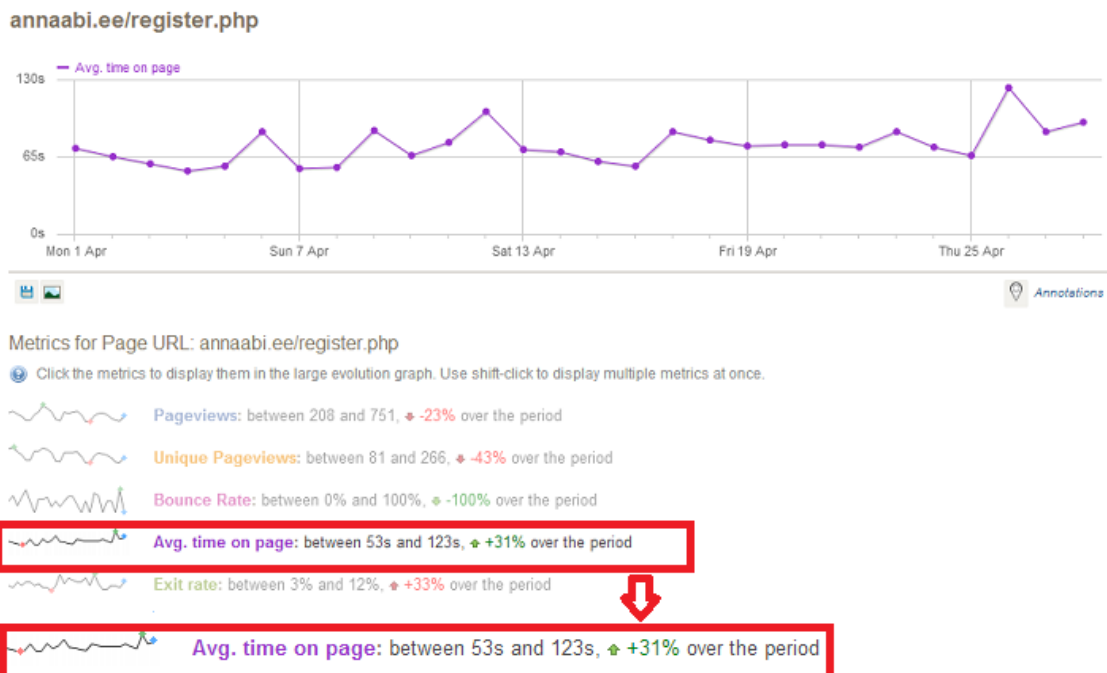 annaabi.ee/register.php
Avg. time on page
130s
65s
0s
Mon 1 Apr Sun 7 Apr Sat 13 Apr Fri 19 Apr Thu 25 Apr
Annotations
Metrics for Page URL: annaabi.ee/register.php
Click the metrics to display them in the large evolution graph. Use shift-click to display multiple metrics at once.
Pageviews: between 208 and 751, -23% over the period
Unique Pageviews: between 81 and 266, -43% over the period
Bounce Rate: between 0% and 100%, -100% over the period
Avg. time on page: between 53s and 123s, +31% over the period
Exit rate: between 3% and 12%, +33% over the period
Avg. time on page: between 53s and 123s, +31% over the period